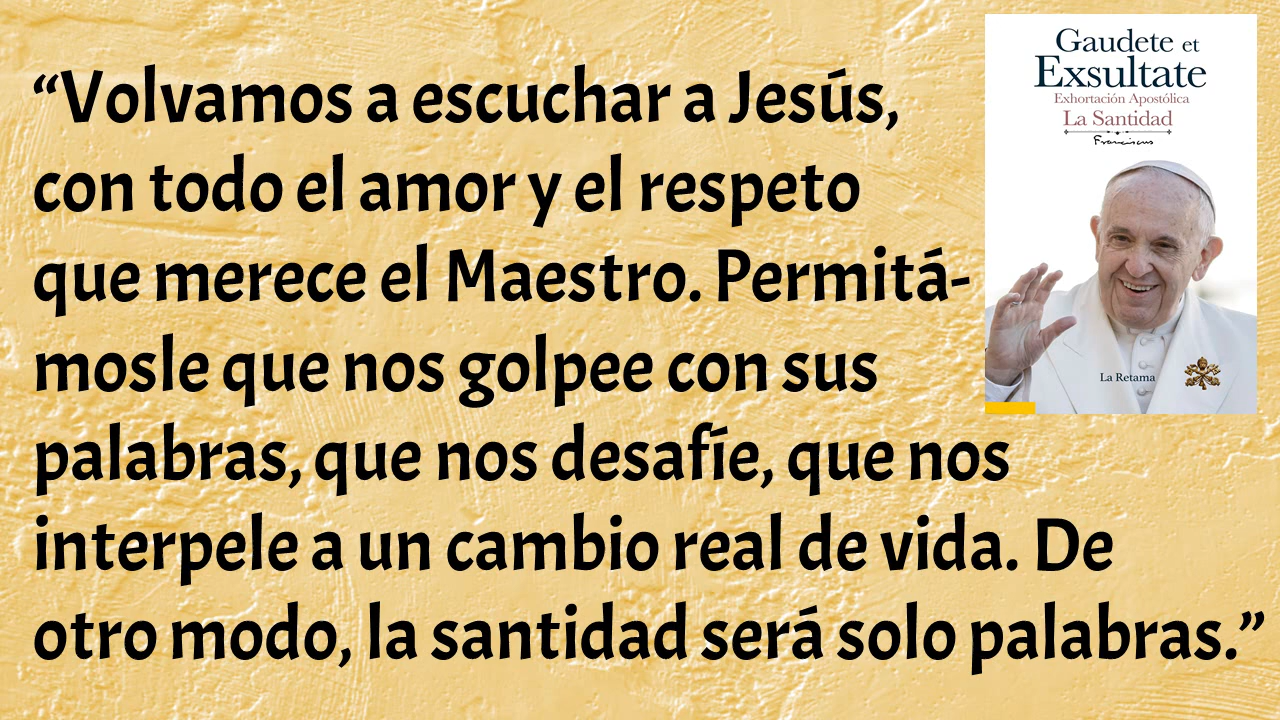 “Volvamos a escuchar a Jesús,
con todo el amor y el respeto
que merece el Maestro. Permitá-
mosle que nos golpee con sus
palabras, que nos desafíe, que nos
interpele a un cambio real de vida. De
otro modo, la santidad será solo palabras.”
Gaudete et
Exsultate
Exhortación Apostólica
La Santidad
Franciscus
La Retama